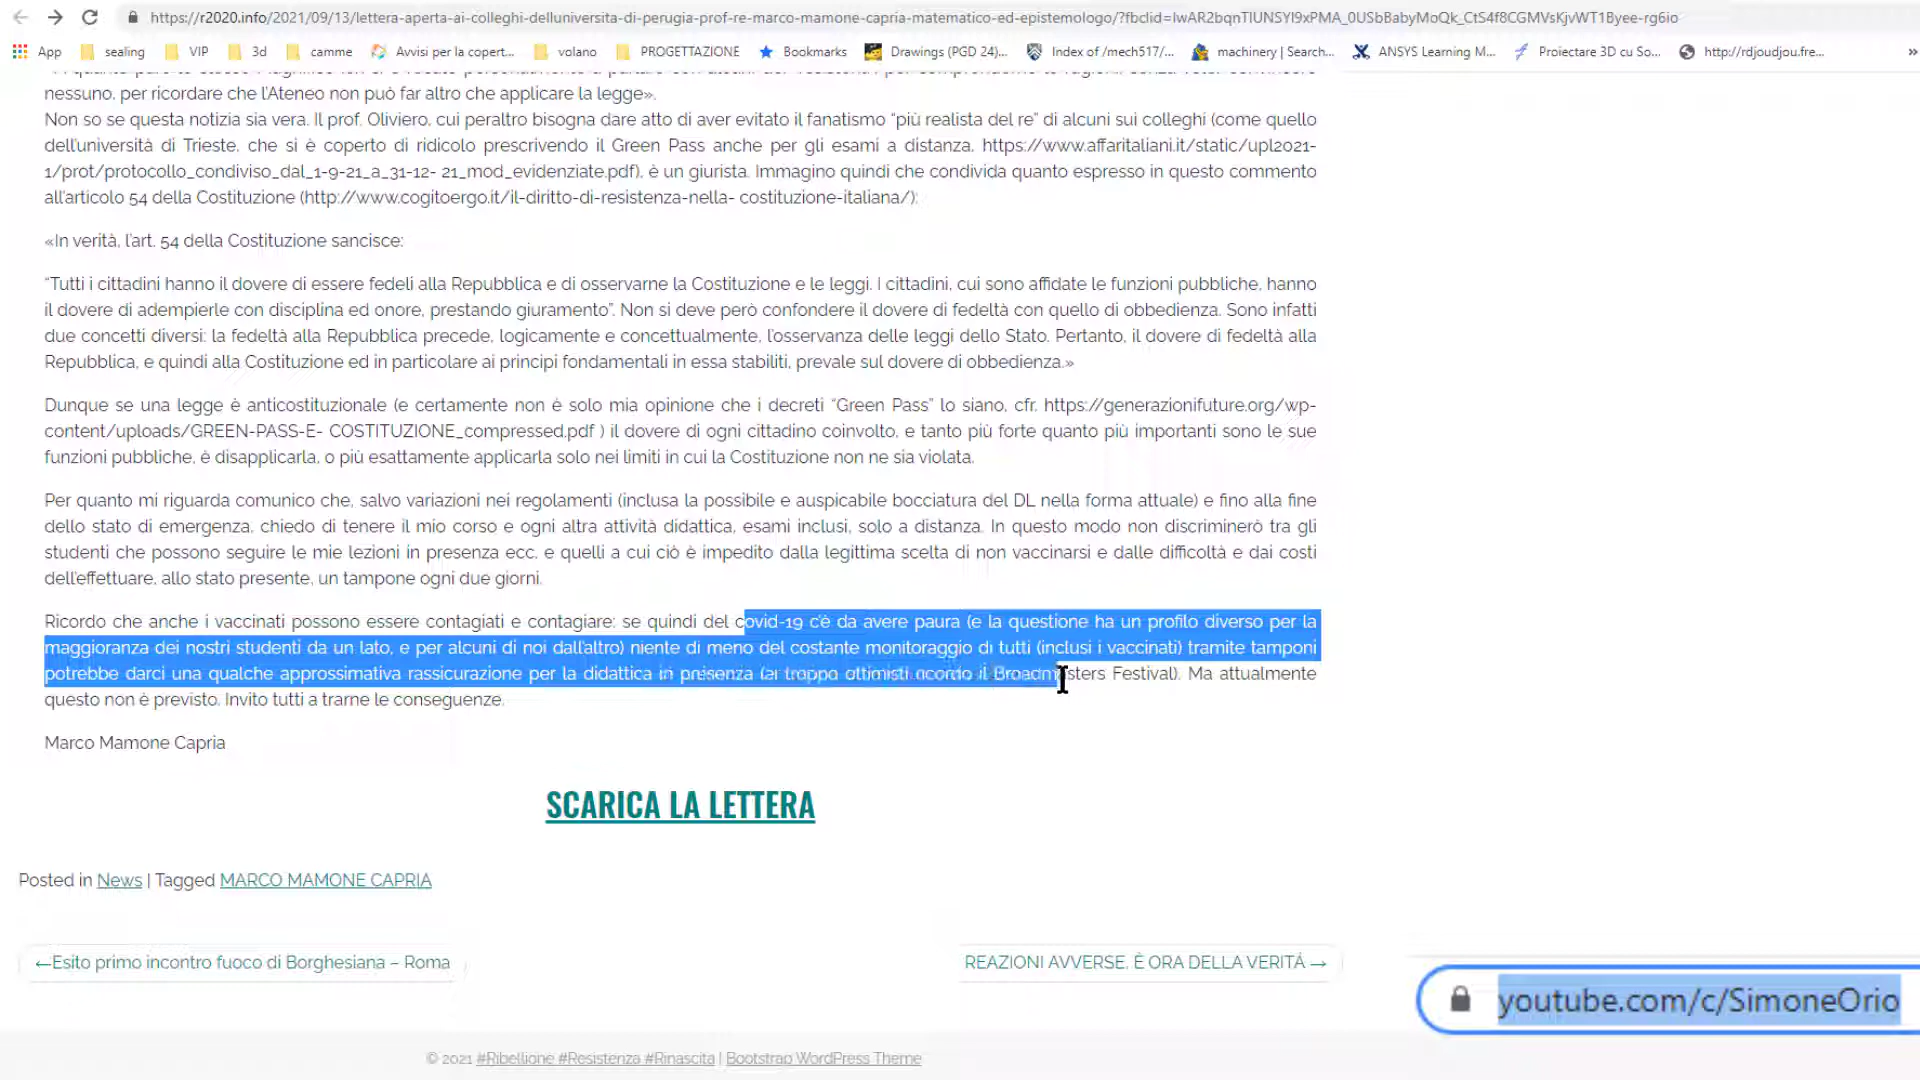 https://r2020.info/2021/09/13/lettera-aperta-ai-colleghi-delluniversita-di-perugia-prof-re-marco-mamone-capria-matematico-ed-epistemologo/?fbclid=IwAR2bqnTlUNSYl9xPMA_0USbBabyMoQk_CtS4f8CGMVsKjvWT1Byee-rg6io
App sealing VIP 3d camme Avvisi per la copert... volano PROGETTAZIONE Bookmarks Drawings (PGD 24)... Index of /mech517/... machinery | Search... ANSYS Learning M... Proiectare 3D cu So... http://rdjoudjou.fre... »
nessuno, per ricordare che l'Ateneo non può far altro che applicare la legge».
Non so se questa notizia sia vera. Il prof. Oliviero, cui peraltro bisogna dare atto di aver evitato il fanatismo “più realista del re” di alcuni sui colleghi (come quello
dell'università di Trieste, che si è coperto di ridicolo prescrivendo il Green Pass anche per gli esami a distanza, https://www.affaritaliani.it/static/upl2021-
1/prot/protocollo_condiviso_dal_1-9-21_a_31-12- 21_mod_evidenziate.pdf), è un giurista. Immagino quindi che condivida quanto espresso in questo commento
all'articolo 54 della Costituzione (http://www.cogitoergo.it/il-diritto-di-resistenza-nella- costituzione-italiana/):
«In verità, l'art. 54 della Costituzione sancisce:
“Tutti i cittadini hanno il dovere di essere fedeli alla Repubblica e di osservarne la Costituzione e le leggi. I cittadini, cui sono affidate le funzioni pubbliche, hanno
il dovere di adempierle con disciplina ed onore, prestando giuramento”. Non si deve però confondere il dovere di fedeltà con quello di obbedienza. Sono infatti
due concetti diversi: la fedeltà alla Repubblica precede, logicamente e concettualmente, l'osservanza delle leggi dello Stato. Pertanto, il dovere di fedeltà alla
Repubblica, e quindi alla Costituzione ed in particolare ai principi fondamentali in essa stabiliti, prevale sul dovere di obbedienza.»
Dunque se una legge è anticostituzionale (e certamente non è solo mia opinione che i decreti “Green Pass” lo siano, cfr. https://generazionifuture.org/wp-
content/uploads/GREEN-PASS-E- COSTITUZIONE_compressed.pdf ) il dovere di ogni cittadino coinvolto, e tanto più forte quanto più importanti sono le sue
funzioni pubbliche, è disapplicarla, o più esattamente applicarla solo nei limiti in cui la Costituzione non ne sia violata.
Per quanto mi riguarda comunico che, salvo variazioni nei regolamenti (inclusa la possibile e auspicabile bocciatura del DL nella forma attuale) e fino alla fine
dello stato di emergenza, chiedo di tenere il mio corso e ogni altra attività didattica, esami inclusi, solo a distanza. In questo modo non discriminerò tra gli
studenti che possono seguire le mie lezioni in presenza ecc. e quelli a cui ciò è impedito dalla legittima scelta di non vaccinarsi e dalle difficoltà e dai costi
dell'effettuare, allo stato presente, un tampone ogni due giorni.
Ricordo che anche i vaccinati possono essere contagiati e contagiare: se quindi del covid-19 c'è da avere paura (e la questione ha un profilo diverso per la
maggioranza dei nostri studenti da un lato, e per alcuni di noi dall'altro) niente di meno del costante monitoraggio di tutti (inclusi i vaccinati) tramite tamponi
potrebbe darci una qualche approssimativa rassicurazione per la didattica in presenza (ai troppo ottimisti ricordo il Broadmasters Festival). Ma attualmente
questo non è previsto. Invito tutti a trarne le conseguenze.
Marco Mamone Capria
SCARICA LA LETTERA
Posted in News | Tagged MARCO MAMONE CAPRIA
←Esito primo incontro fuoco di Borghesiana – Roma
REAZIONI AVVERSE. È ORA DELLA VERITÁ →
youtube.com/c/SimoneOrio
© 2021 #Ribellione #Resistenza #Rinascita | Bootstrap WordPress Theme